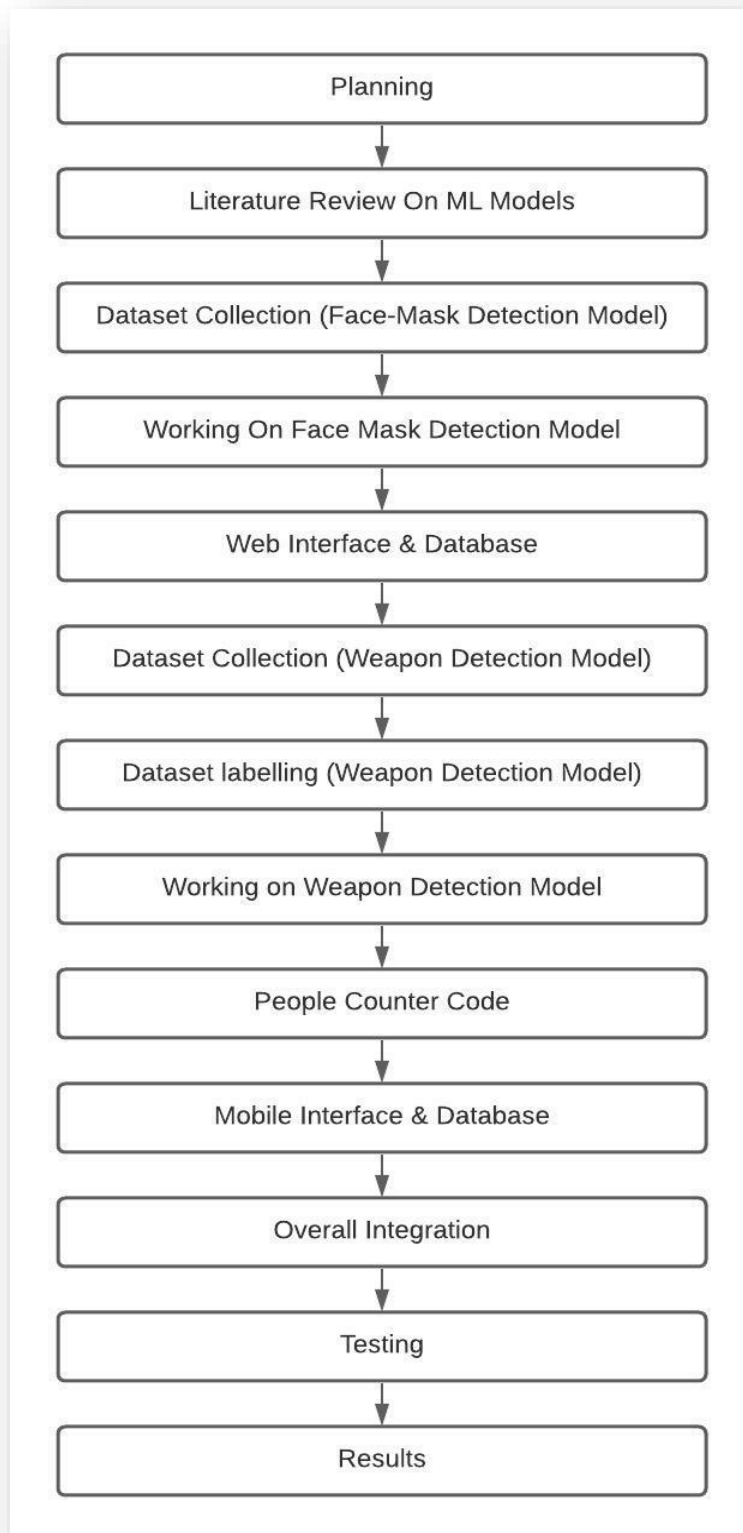 Planning
Literature Review On ML Models
Dataset Collection (Face-Mask Detection Model)
Working On Face Mask Detection Model
Web Interface & Database
Dataset Collection (Weapon Detection Model)
Dataset labelling (Weapon Detection Model)
Working on Weapon Detection Model
People Counter Code
Mobile Interface & Database
Overall Integration
Testing
Results